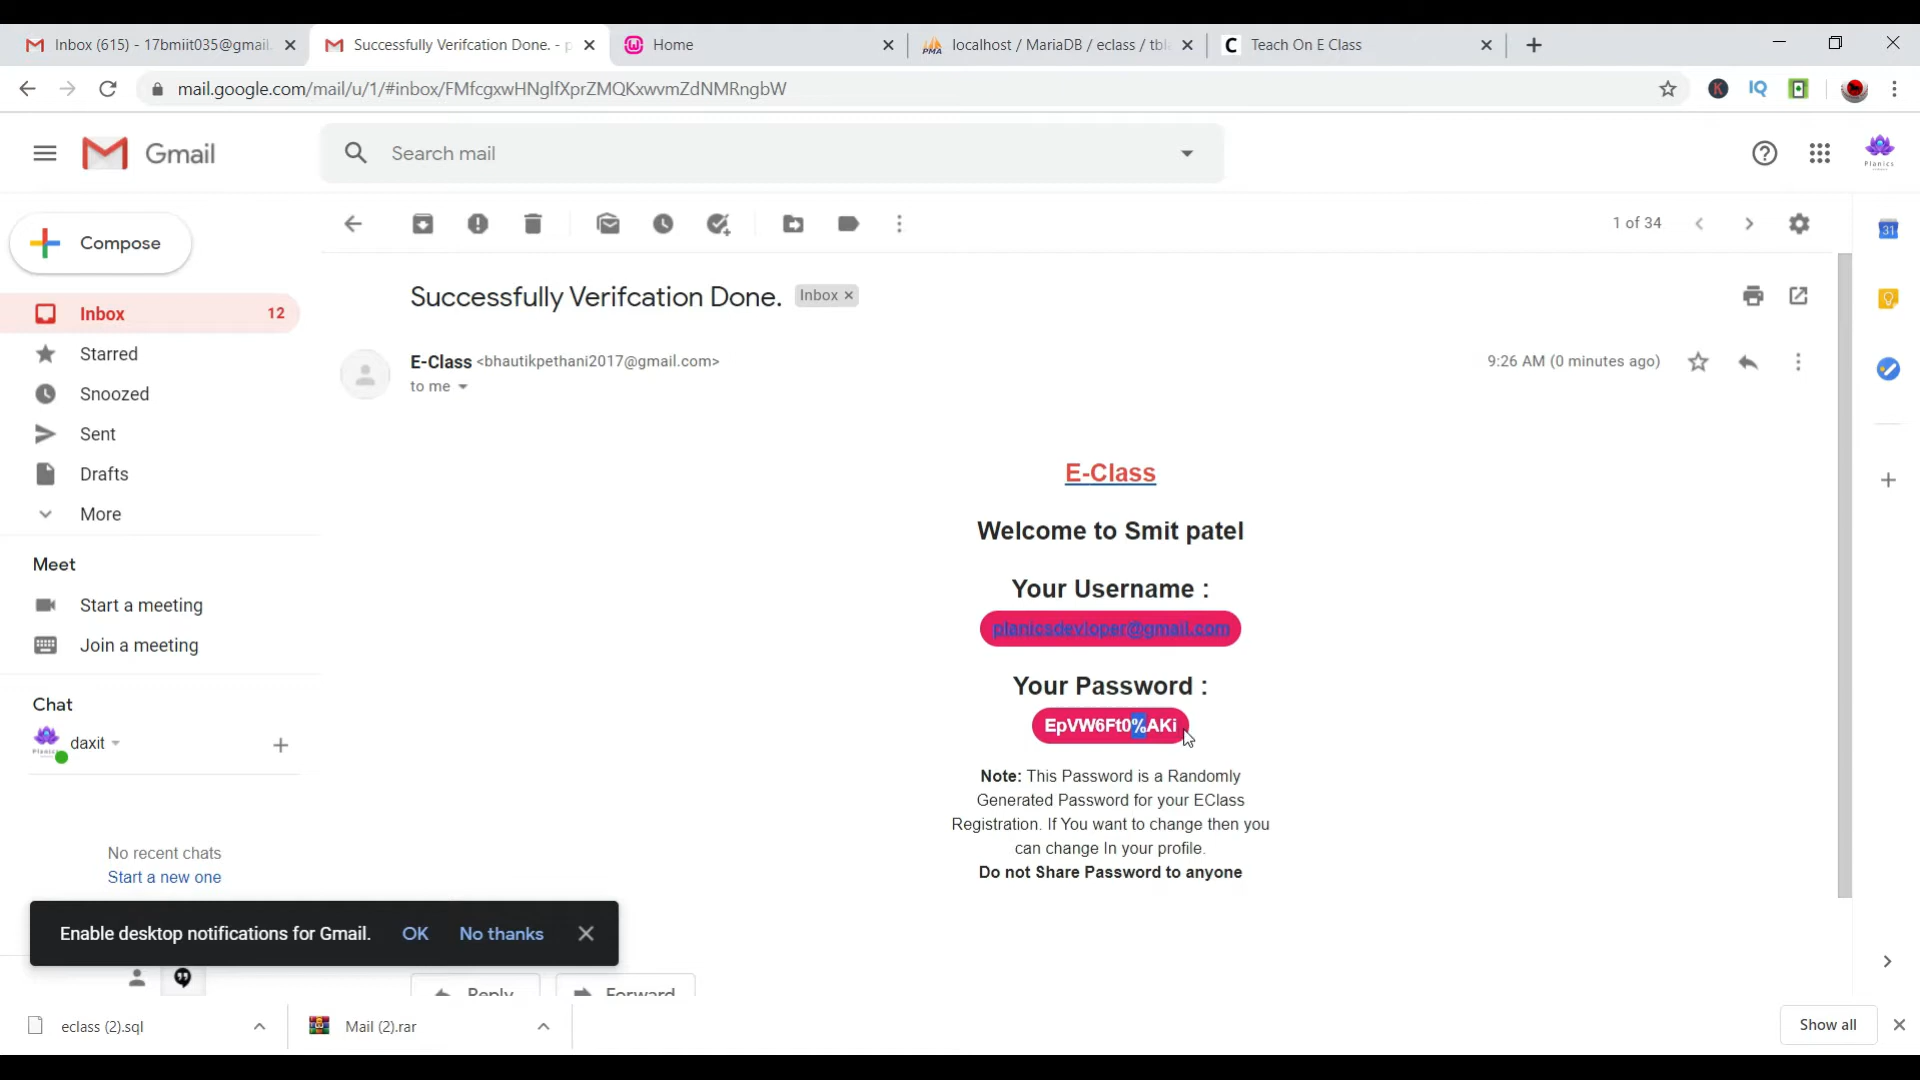 Inbox (615) - 17bmiit035@gmail.
Successfully Verifcation Done. - p
Home
localhost / MariaDB / eclass / tbl
Teach On E Class
mail.google.com/mail/u/1/#inbox/FMfcgxwHNglfXprZMQKxwvmZdNMRngbW
Gmail
Search mail
Planics
Compose
1 of 34
31
Inbox 12
Starred
Snoozed
Sent
Drafts
More
Successfully Verifcation Done. Inbox
E-Class <bhautikpethani2017@gmail.com>
9:26 AM (0 minutes ago)
to me
E-Class
Welcome to Smit patel
Your Username :
planicsdevloper@gmail.com
Your Password :
EpVW6Ft0%AKi
Note: This Password is a Randomly
Generated Password for your EClass
Registration. If You want to change then you
can change In your profile.
Do not Share Password to anyone
Meet
Start a meeting
Join a meeting
Chat
daxit
No recent chats
Start a new one
Enable desktop notifications for Gmail. OK No thanks
Reply Forward
eclass (2).sql
Mail (2).rar
Show all